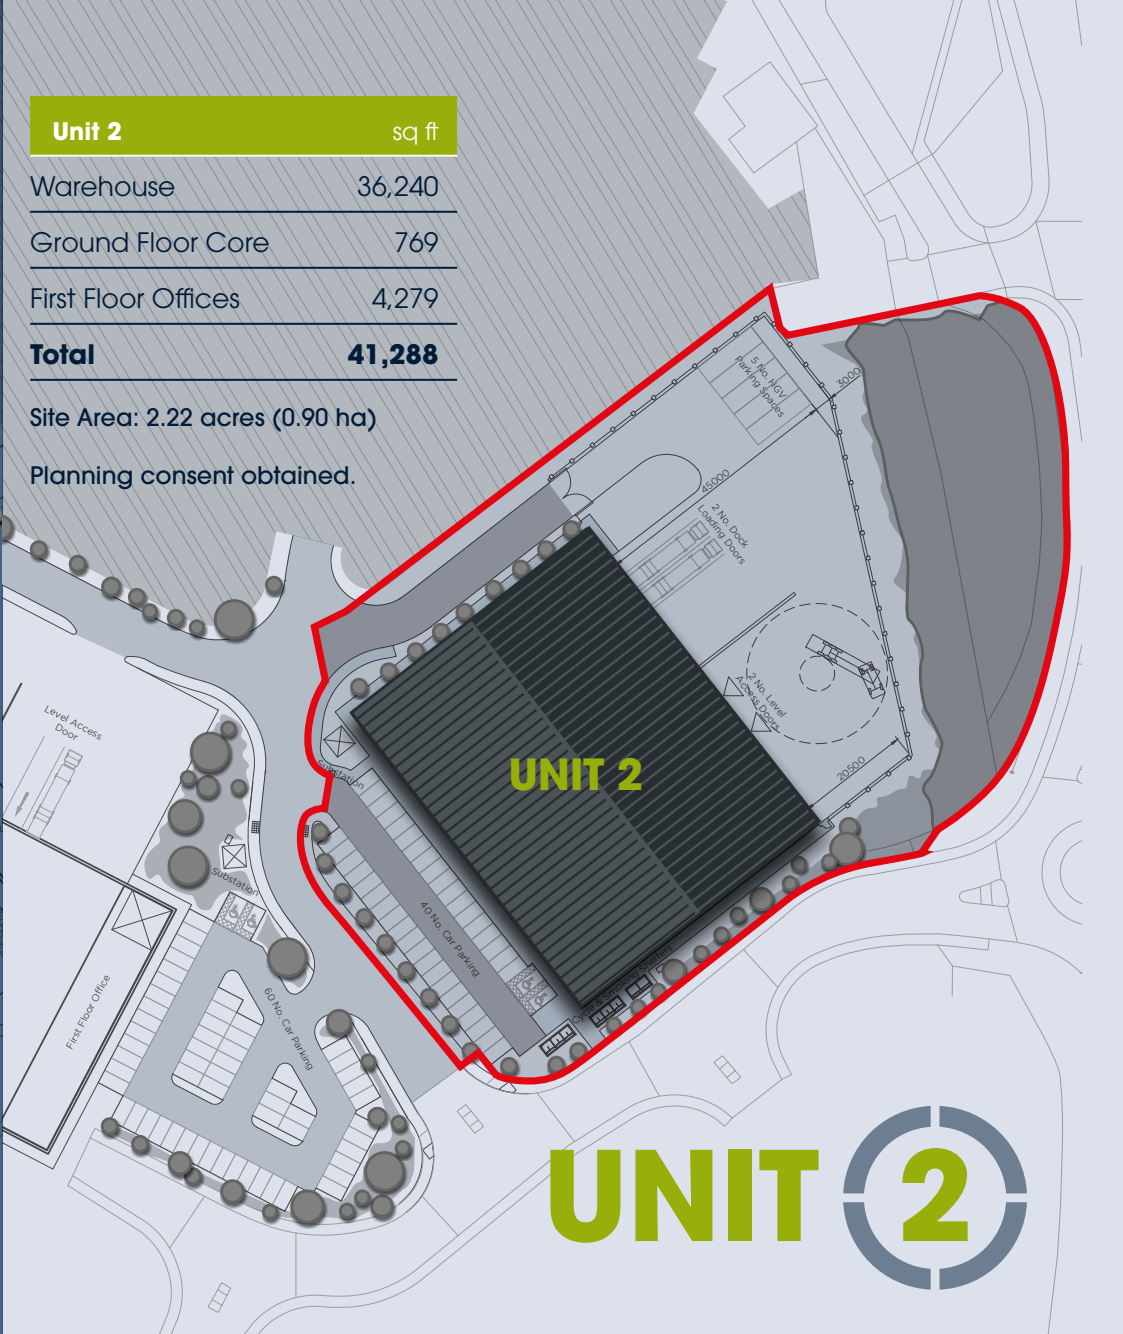 Unit 2 sq ft
Warehouse 36,240
Ground Floor Core 769
First Floor Offices 4,279
Total 41,288
Site Area: 2.22 acres (0.90 ha)
Planning consent obtained.
5 No. HGV
Parking Spaces
3000
45000
2 No. Dock
Loading Doors
2 No. Level
Access Doors
20500
UNIT 2
Substation
40 No. Car Parking
Cycle & Smoking Shelters
Level Access
Door
Substation
First Floor Office
60 No. Car Parking
UNIT 2